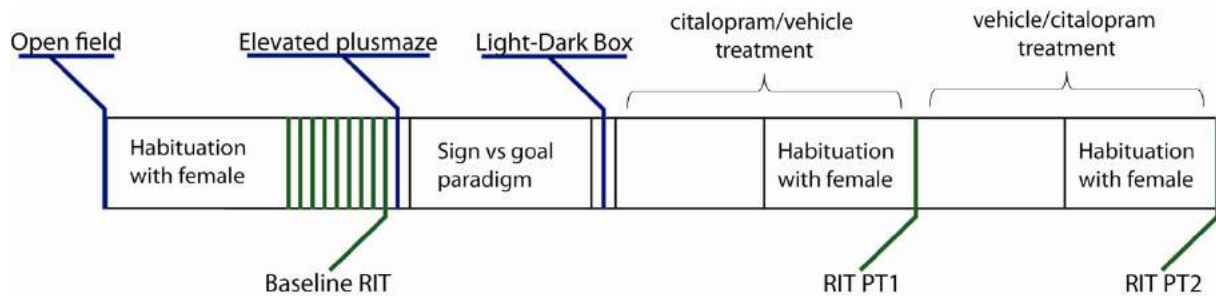 Open field
Elevated plusmaze
Light-Dark Box
citalopram/vehicle
treatment
vehicle/citalopram
treatment
Habituation
with female
Sign vs goal
paradigm
Habituation
with female
Habituation
with female
Baseline RIT
RIT PT1
RIT PT2